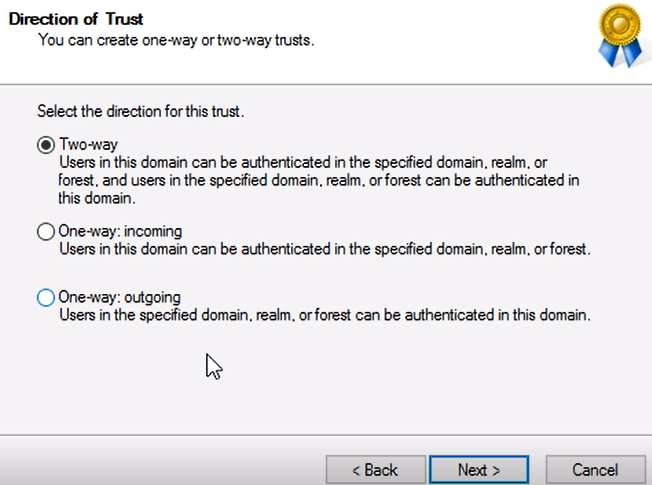 Direction of Trust
You can create one-way or two-way trusts.
Select the direction for this trust.
Two-way
Users in this domain can be authenticated in the specified domain, realm, or
forest, and users in the specified domain, realm, or forest can be authenticated in
this domain.
One-way: incoming
Users in this domain can be authenticated in the specified domain, realm, or forest.
One-way: outgoing
Users in the specified domain, realm, or forest can be authenticated in this domain.
< Back Next > Cancel